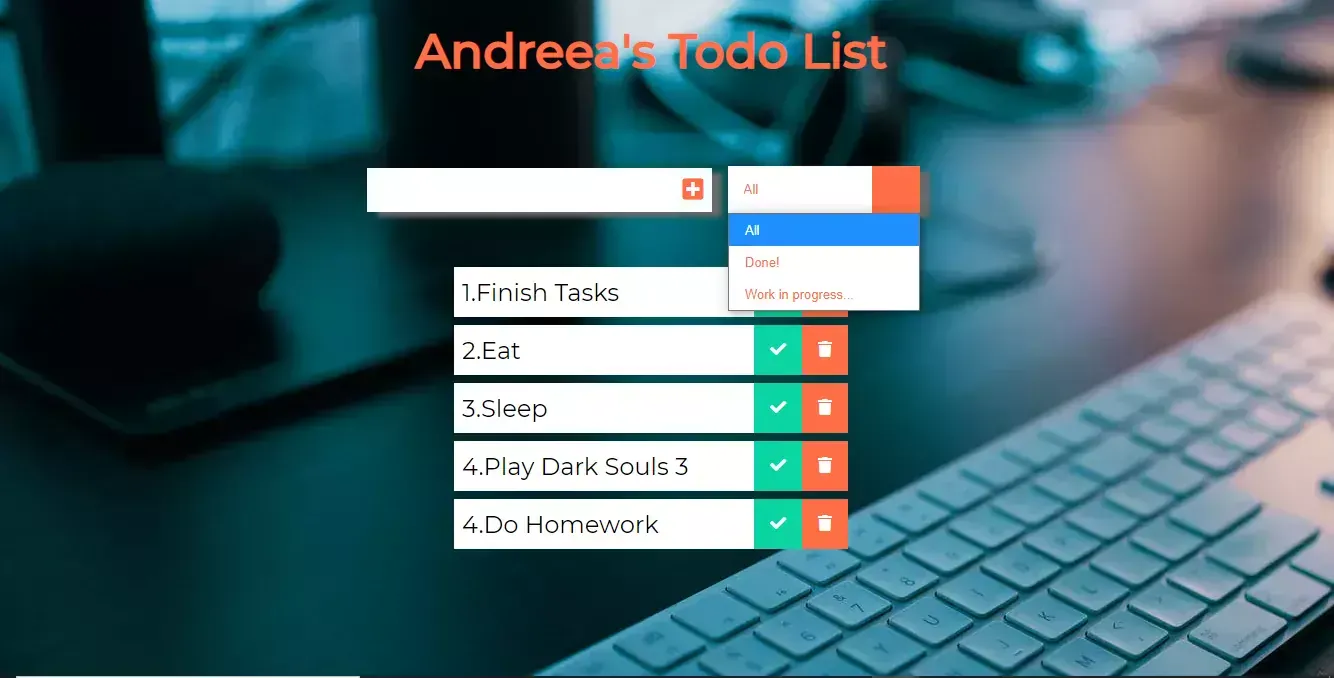 Andreea's Todo List
All
All
Done!
Work in progress...
1.Finish Tasks
2.Eat
3.Sleep
4.Play Dark Souls 3
4.Do Homework